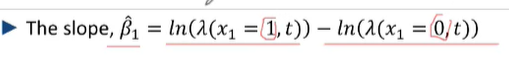 ▶ The slope, β̂₁ = ln(λ(x₁ = 1, t)) − ln(λ(x₁ = 0, t))